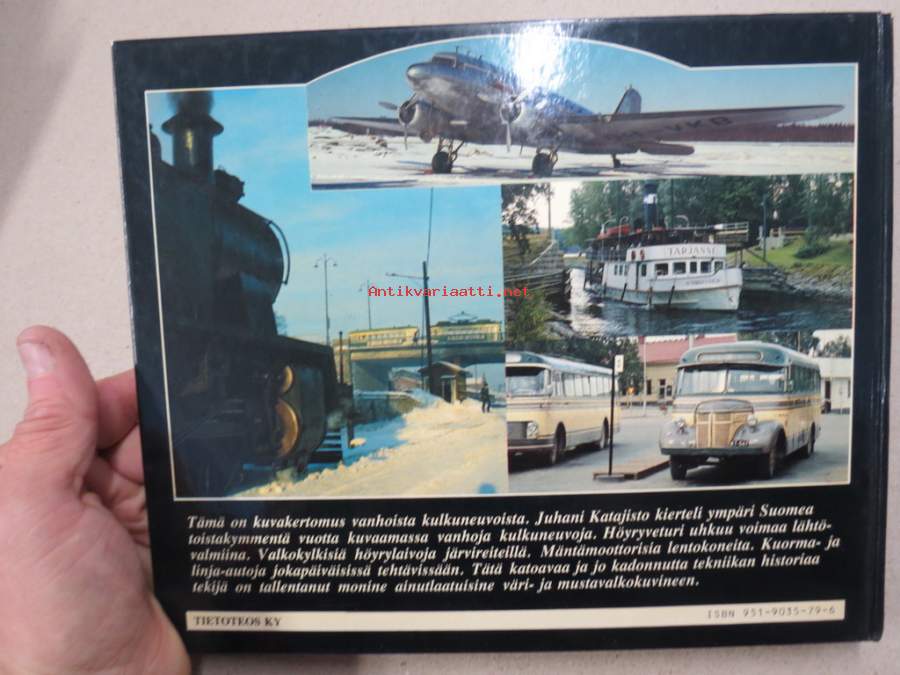 VKB
TARJANNE
Antikvariaatti.net
Tämä on kuvakertomus vanhoista kulkuneuvoista. Juhani Katajisto kierteli ympäri Suomea
toistakymmentä vuotta kuvaamassa vanhoja kulkuneuvoja. Höyryveturi uhkuu voimaa lähtö-
valmiina. Valkokylkisiä höyrylaivoja järvireiteillä. Mäntämoottorisia lentokoneita. Kuorma- ja
linja-autoja jokapäiväisissä tehtävissään. Tätä katoavaa ja jo kadonnutta tekniikan historiaa
tekijä on tallentanut monine ainutlaatuisine väri- ja mustavalkokuvineen.
ISBN 951-9035-79-6
TIETOTEOS KY